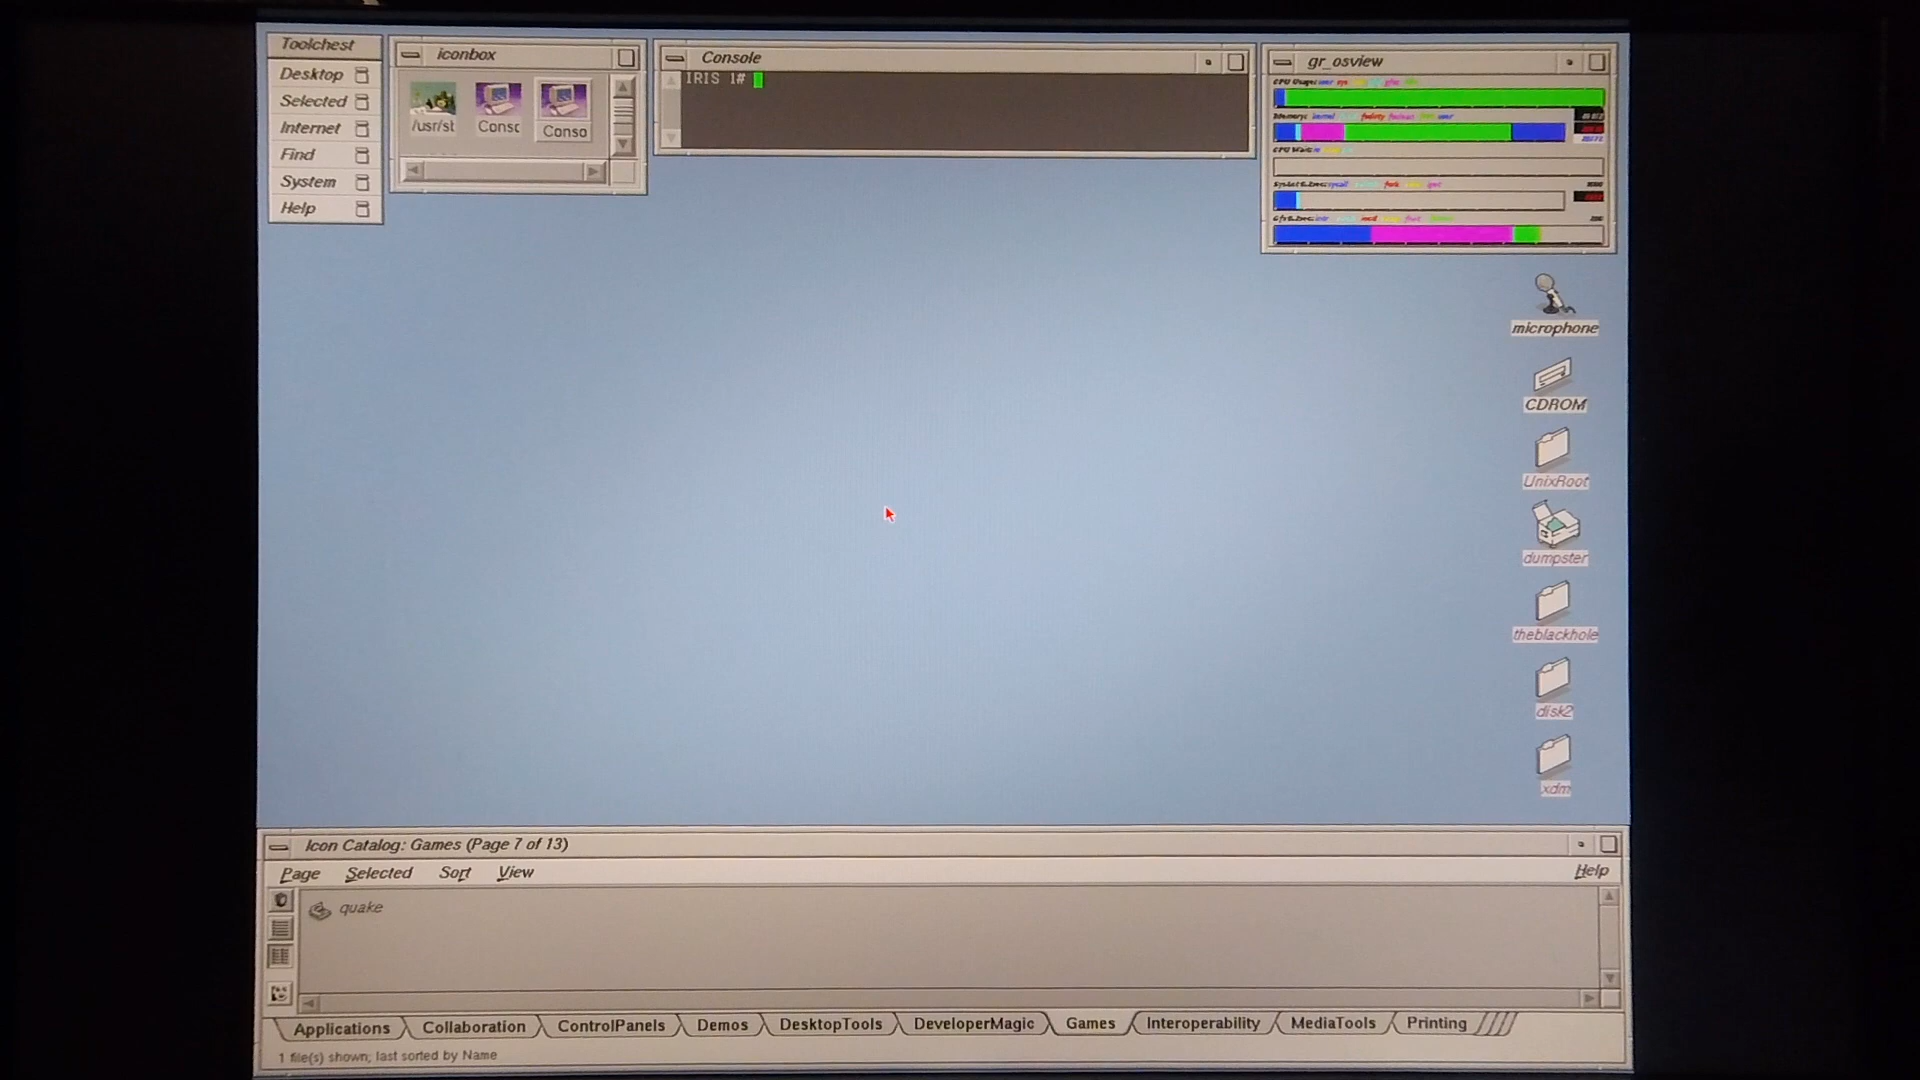 Toolchest
Desktop
Selected
Internet
Find
System
Help
iconbox
/usr/st
Consc
Conso
Console
IRIS 1#
gr_osview
microphone
CDROM
UnixRoot
dumpster
theblackhole
disk2
xdm
Icon Catalog: Games (Page 7 of 13)
Page Selected Sort View Help
quake
Applications Collaboration ControlPanels Demos DesktopTools DeveloperMagic Games Interoperability MediaTools Printing
1 file(s) shown; last sorted by Name